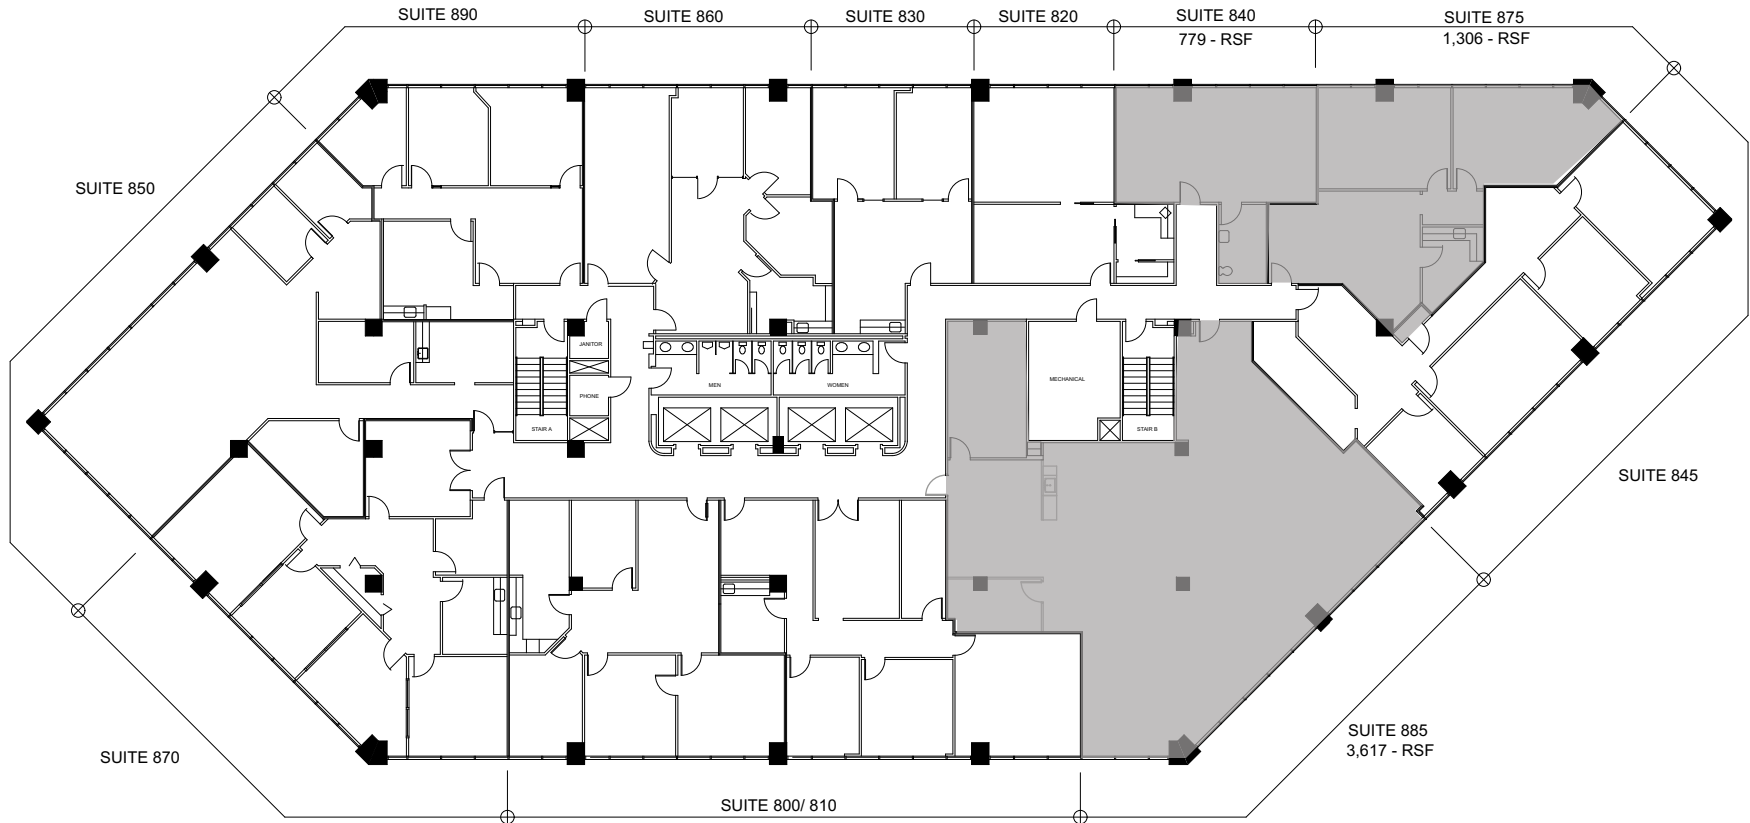 SUITE 890
SUITE 860
SUITE 830
SUITE 820
SUITE 840
779 - RSF
SUITE 875
1,306 - RSF
SUITE 850
JANITOR
PHONE
STAIR A
MEN
WOMEN
MECHANICAL
STAIR B
SUITE 845
SUITE 870
SUITE 800/ 810
SUITE 885
3,617 - RSF